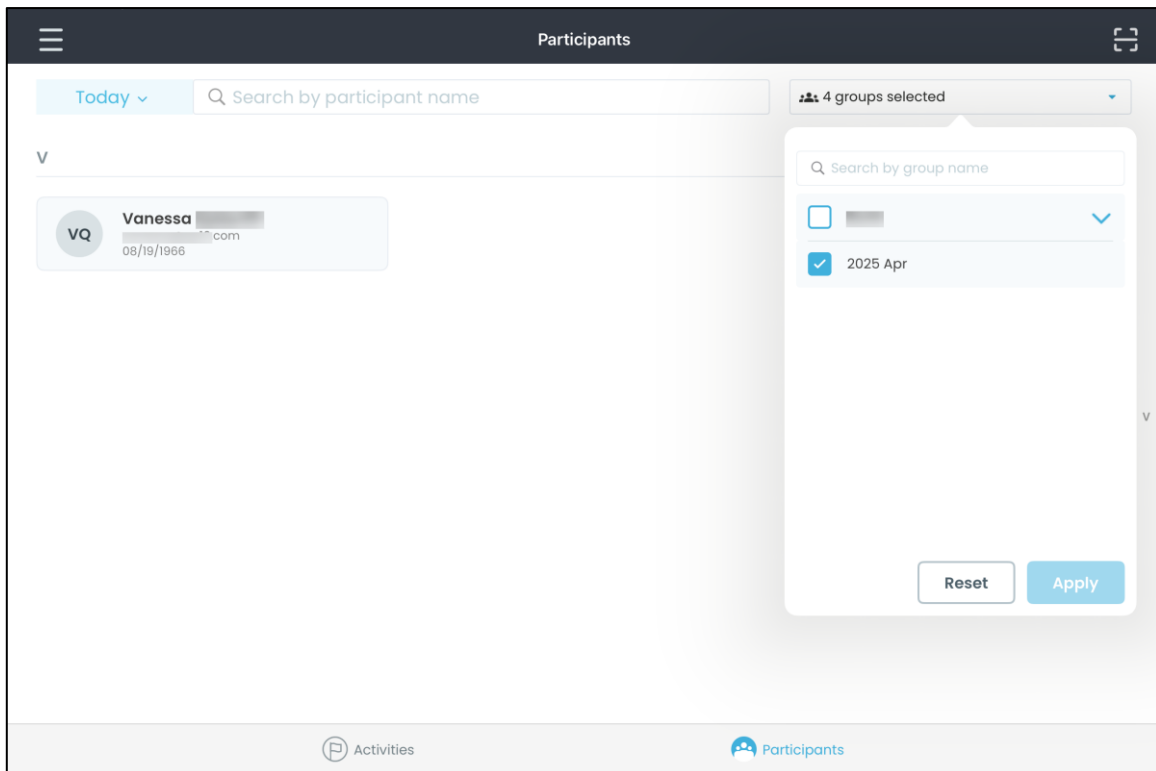 Participants
Today
Search by participant name
4 groups selected
V
Search by group name
VQ
Vanessa
com
08/19/1966
2025 Apr
V
Reset
Apply
Activities
Participants